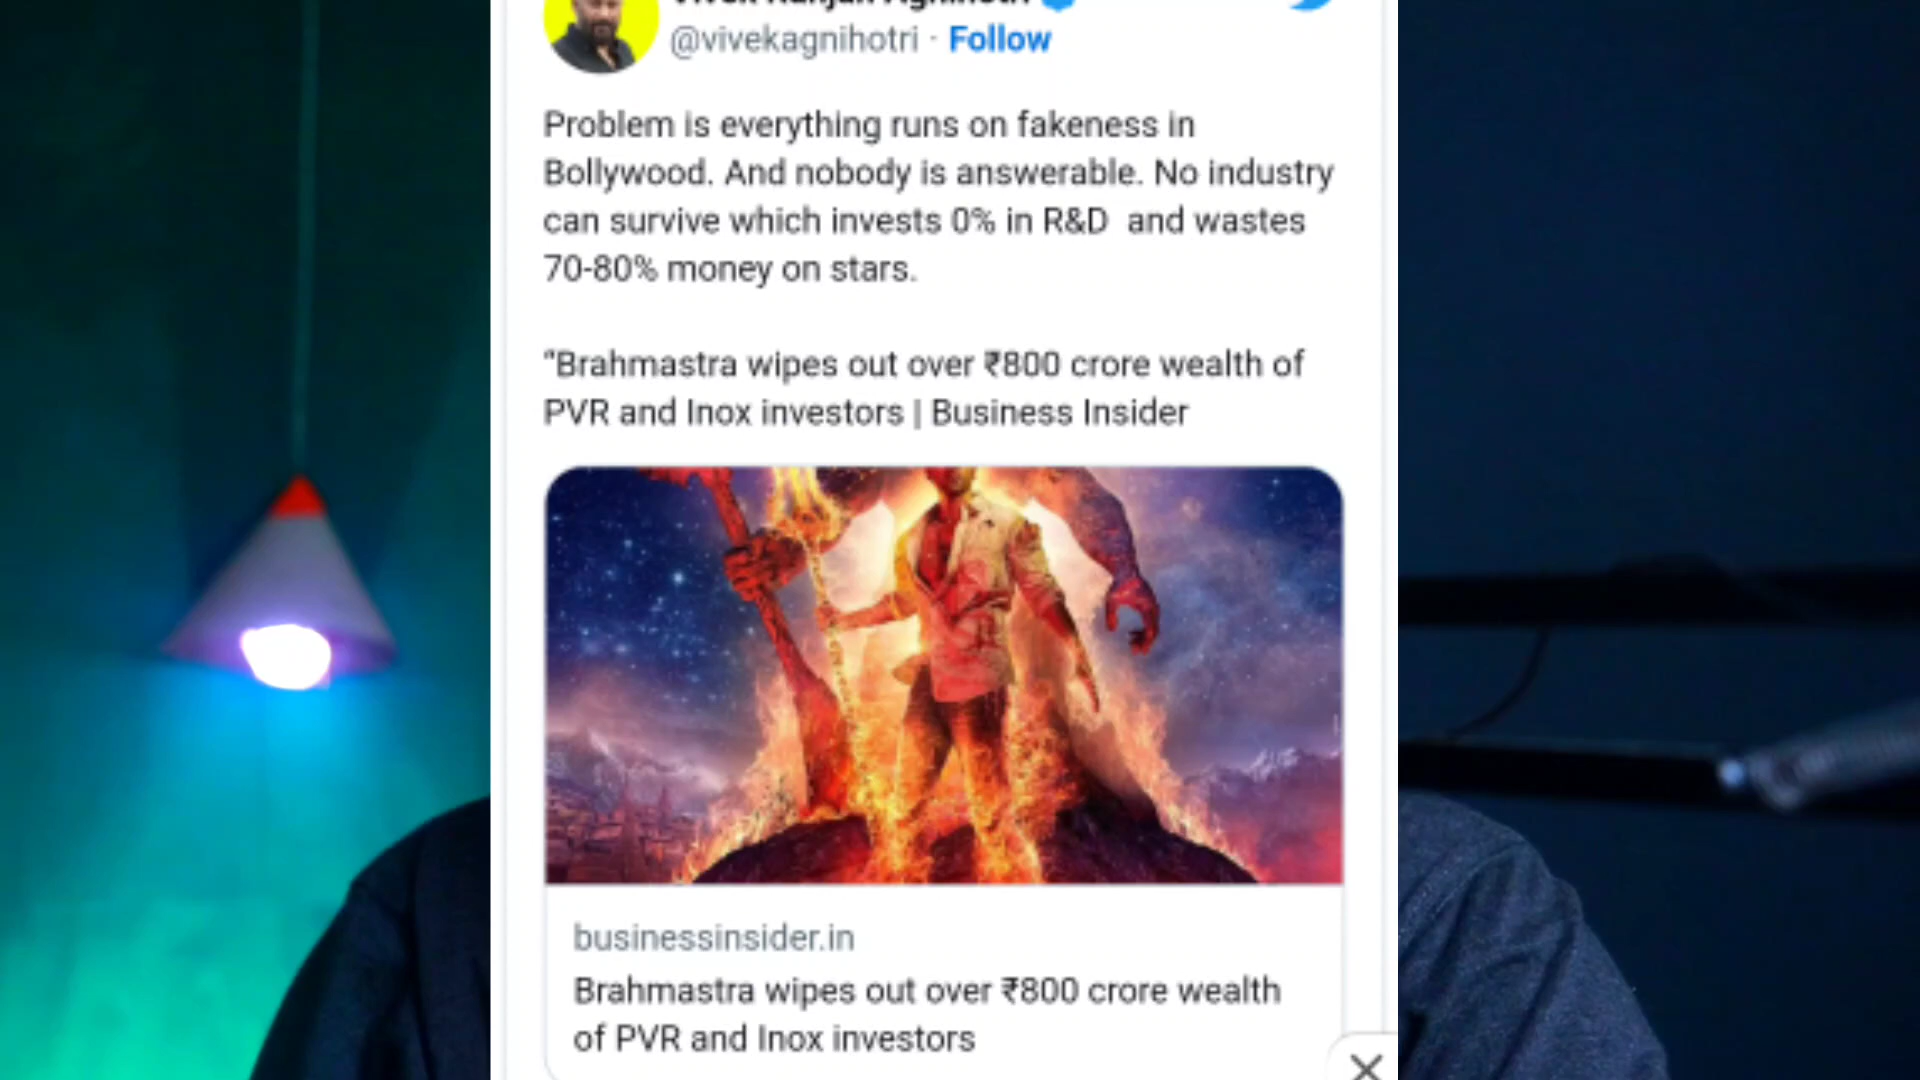 Vivek Ranjan Agnihotri
@vivekagnihotri · Follow
Problem is everything runs on fakeness in
Bollywood. And nobody is answerable. No industry
can survive which invests 0% in R&D and wastes
70-80% money on stars.
“Brahmastra wipes out over ₹800 crore wealth of
PVR and Inox investors | Business Insider
businessinsider.in
Brahmastra wipes out over ₹800 crore wealth
of PVR and Inox investors